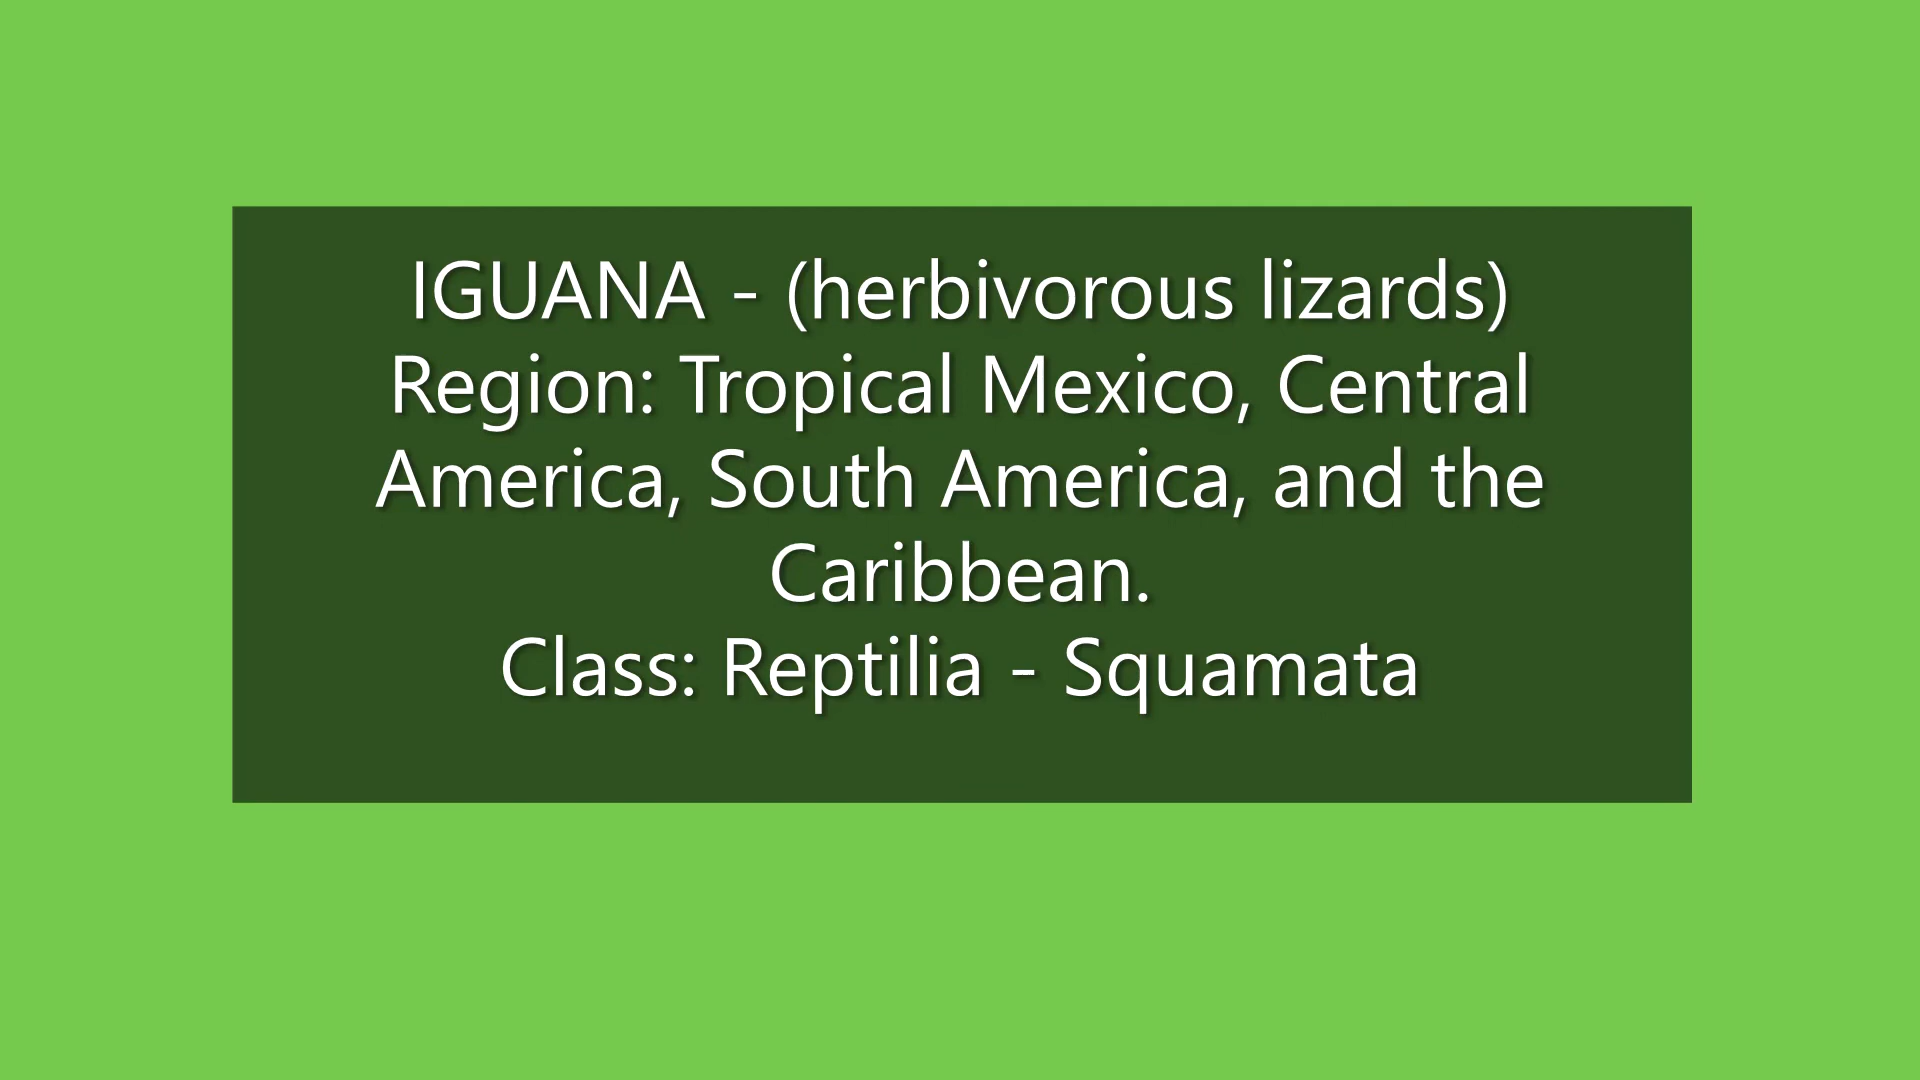 IGUANA - (herbivorous lizards)
Region: Tropical Mexico, Central
America, South America, and the
Caribbean.
Class: Reptilia - Squamata